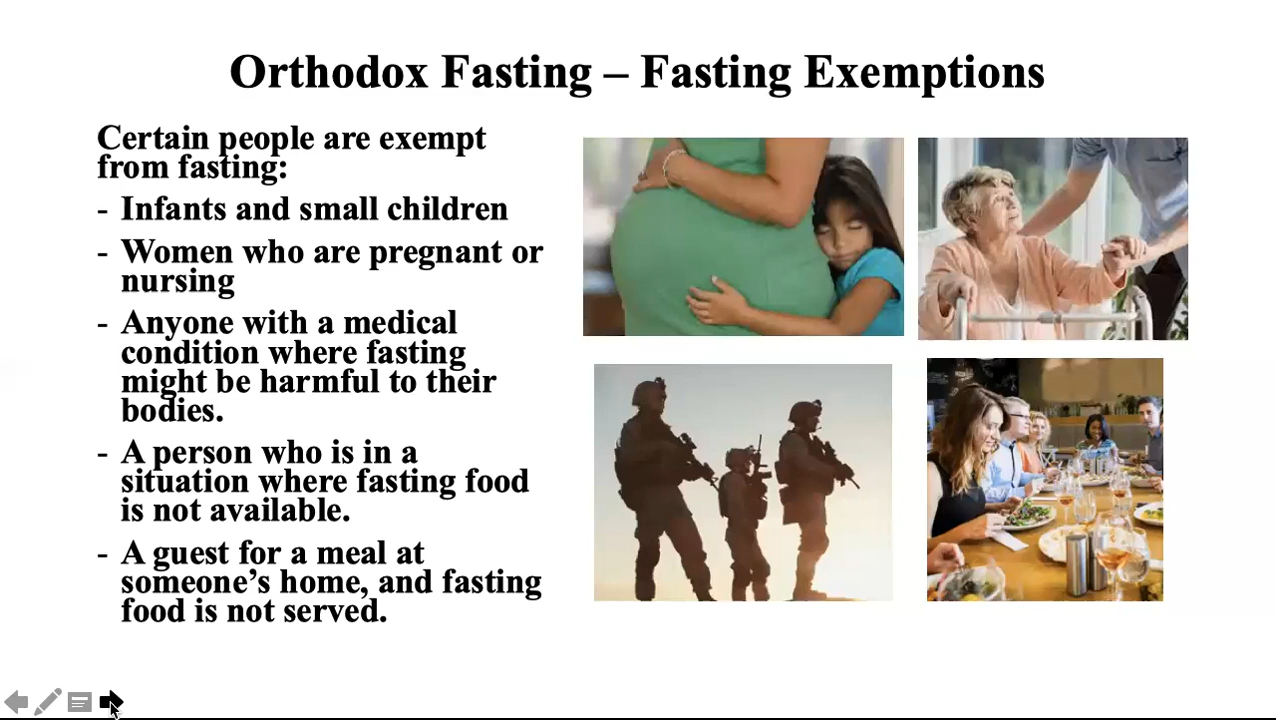 Orthodox Fasting – Fasting Exemptions
Certain people are exempt
from fasting:
- Infants and small children
- Women who are pregnant or
nursing
- Anyone with a medical
condition where fasting
might be harmful to their
bodies.
- A person who is in a
situation where fasting food
is not available.
- A guest for a meal at
someone’s home, and fasting
food is not served.